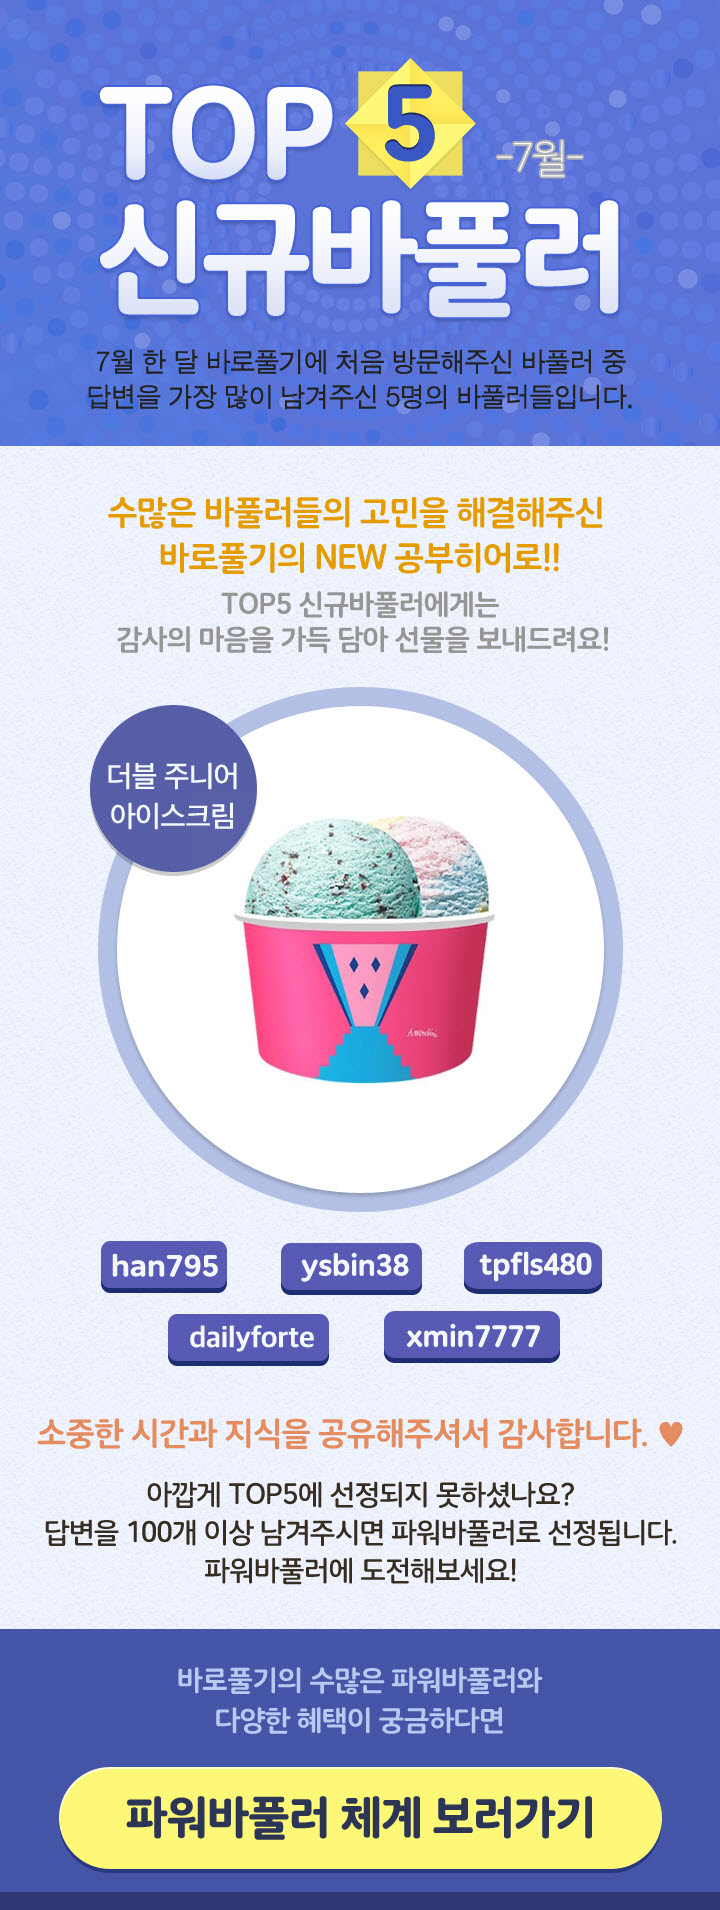 TOP 5 -7월-
신규바풀러
7월 한 달 바로풀기에 처음 방문해주신 바풀러 중
답변을 가장 많이 남겨주신 5명의 바풀러들입니다.
수많은 바풀러들의 고민을 해결해주신
바로풀기의 NEW 공부히어로!!
TOP5 신규바풀러에게는
감사의 마음을 가득 담아 선물을 보내드려요!
더블 주니어
아이스크림
han795 ysbin38 tpfls480
dailyforte xmin7777
소중한 시간과 지식을 공유해주셔서 감사합니다. ♥
아깝게 TOP5에 선정되지 못하셨나요?
답변을 100개 이상 남겨주시면 파워바풀러로 선정됩니다.
파워바풀러에 도전해보세요!
바로풀기의 수많은 파워바풀러와
다양한 혜택이 궁금하다면
파워바풀러 체계 보러가기